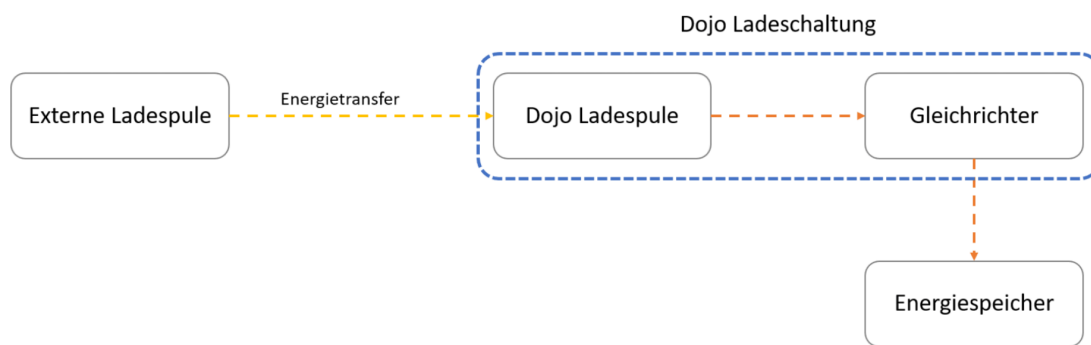 Dojo Ladeschaltung
Externe Ladespule
Energietransfer
Dojo Ladespule
Gleichrichter
Energiespeicher